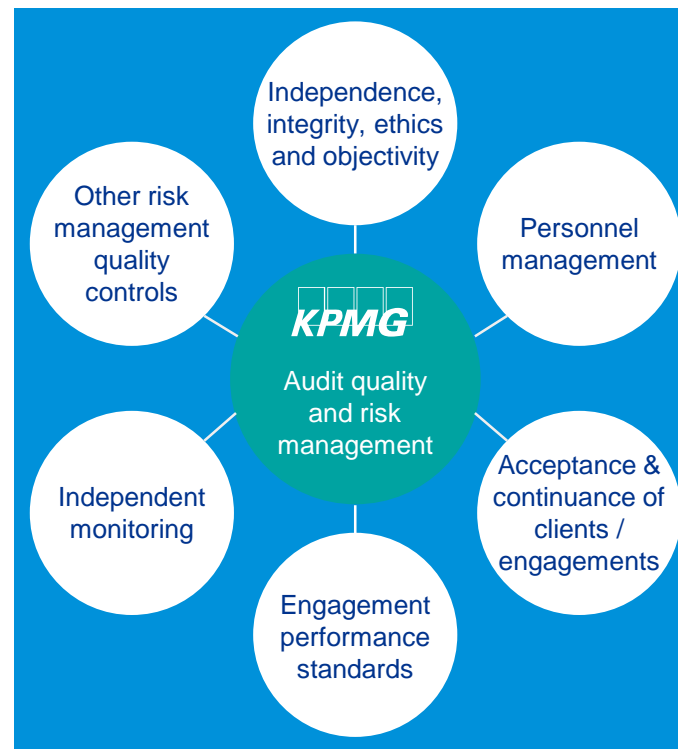 Independence,
integrity, ethics
and objectivity
Other risk
management
quality
controls
Personnel
management
KPMG
Audit quality
and risk
management
Independent
monitoring
Acceptance &
continuance of
clients /
engagements
Engagement
performance
standards